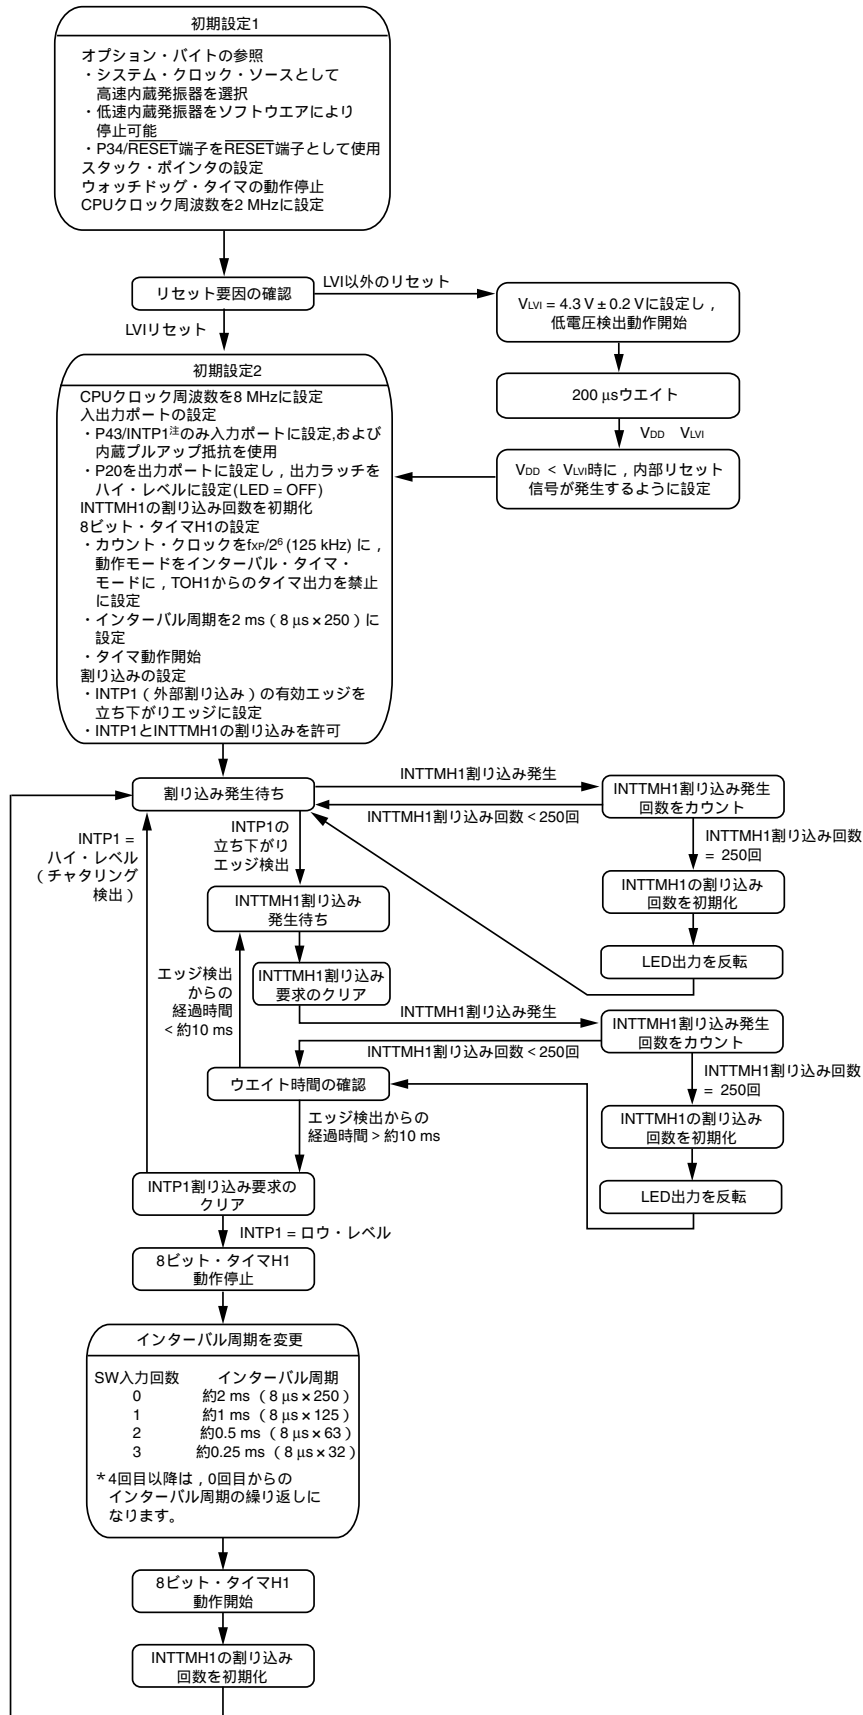 初期設定1
オプション・バイトの参照
・システム・クロック・ソースとして
高速内蔵発振器を選択
・低速内蔵発振器をソフトウエアにより
停止可能
・P34/RESET端子をRESET端子として使用
スタック・ポインタの設定
ウォッチドッグ・タイマの動作停止
CPUクロック周波数を2 MHzに設定
リセット要因の確認
LVI以外のリセット
LVIリセット
VLVI = 4.3 V ± 0.2 Vに設定し，
低電圧検出動作開始
200 μsウエイト
VDD VLVI
VDD < VLVI時に，内部リセット
信号が発生するように設定
初期設定2
CPUクロック周波数を8 MHzに設定
入出力ポートの設定
・P43/INTP1注のみ入力ポートに設定,および
内蔵プルアップ抵抗を使用
・P20を出力ポートに設定し，出力ラッチを
ハイ・レベルに設定(LED = OFF)
INTTMH1の割り込み回数を初期化
8ビット・タイマH1の設定
・カウント・クロックをfXP/2⁶ (125 kHz) に，
動作モードをインターバル・タイマ・
モードに，TOH1からのタイマ出力を禁止
に設定
・インターバル周期を2 ms（8 μs × 250）に
設定
・タイマ動作開始
割り込みの設定
・INTP1（外部割り込み）の有効エッジを
立ち下がりエッジに設定
・INTP1とINTTMH1の割り込みを許可
割り込み発生待ち
INTTMH1割り込み発生
INTTMH1割り込み回数 < 250回
INTTMH1割り込み発生
回数をカウント
INTTMH1割り込み回数
= 250回
INTTMH1の割り込み
回数を初期化
LED出力を反転
INTP1 =
ハイ・レベル
（チャタリング
検出）
INTP1の
立ち下がり
エッジ検出
INTTMH1割り込み
発生待ち
エッジ検出
からの
経過時間
< 約10 ms
INTTMH1割り込み
要求のクリア
INTTMH1割り込み発生
INTTMH1割り込み回数 < 250回
INTTMH1割り込み発生
回数をカウント
INTTMH1割り込み回数
= 250回
INTTMH1の割り込み
回数を初期化
LED出力を反転
ウエイト時間の確認
エッジ検出からの
経過時間 > 約10 ms
INTP1割り込み要求の
クリア
INTP1 = ロウ・レベル
8ビット・タイマH1
動作停止
インターバル周期を変更
SW入力回数 インターバル周期
0 約2 ms（8 μs × 250）
1 約1 ms（8 μs × 125）
2 約0.5 ms（8 μs × 63）
3 約0.25 ms（8 μs × 32）
＊4回目以降は，0回目からの
インターバル周期の繰り返しに
なります。
8ビット・タイマH1
動作開始
INTTMH1の割り込み
回数を初期化